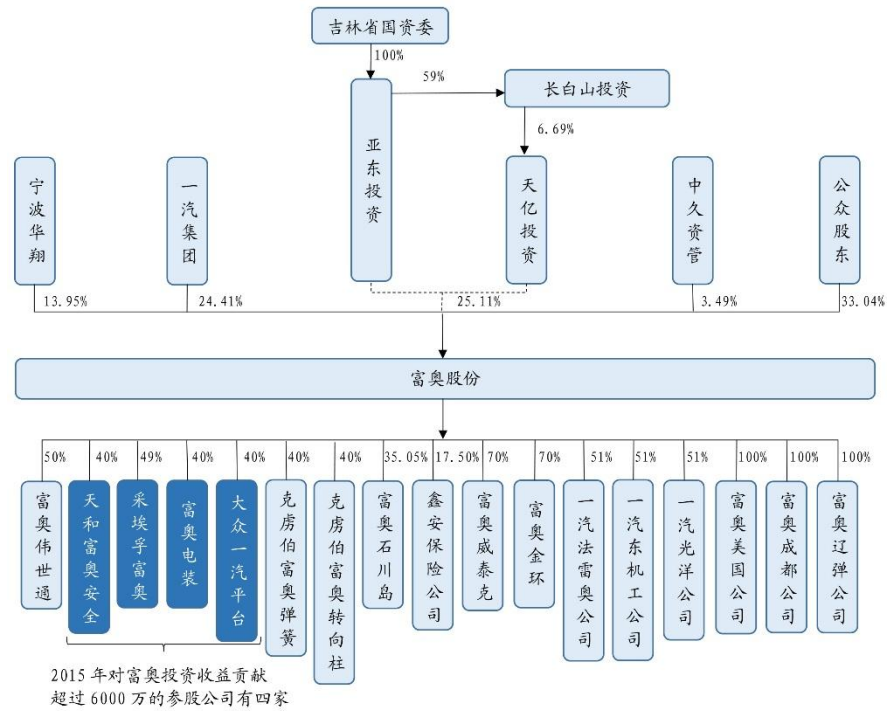 吉林省国资委
100%
59%
长白山投资
6.69%
宁波华翔
一汽集团
亚东投资
天亿投资
中久资管
公众股东
13.95%
24.41%
25.11%
3.49%
33.04%
富奥股份
50%
40%
49%
40%
40%
40%
40%
35.05%
17.50%
70%
70%
51%
51%
51%
100%
100%
100%
富奥伟世通
天和富奥安全
采埃孚富奥
富奥电装
大众一汽平台
克虏伯富奥弹簧
克虏伯富奥转向柱
富奥石川岛
鑫安保险公司
富奥威泰克
富奥金环
一汽法雷奥公司
一汽东机工公司
一汽光洋公司
富奥美国公司
富奥成都公司
富奥辽弹公司
2015 年对富奥投资收益贡献
超过 6000 万的参股公司有四家